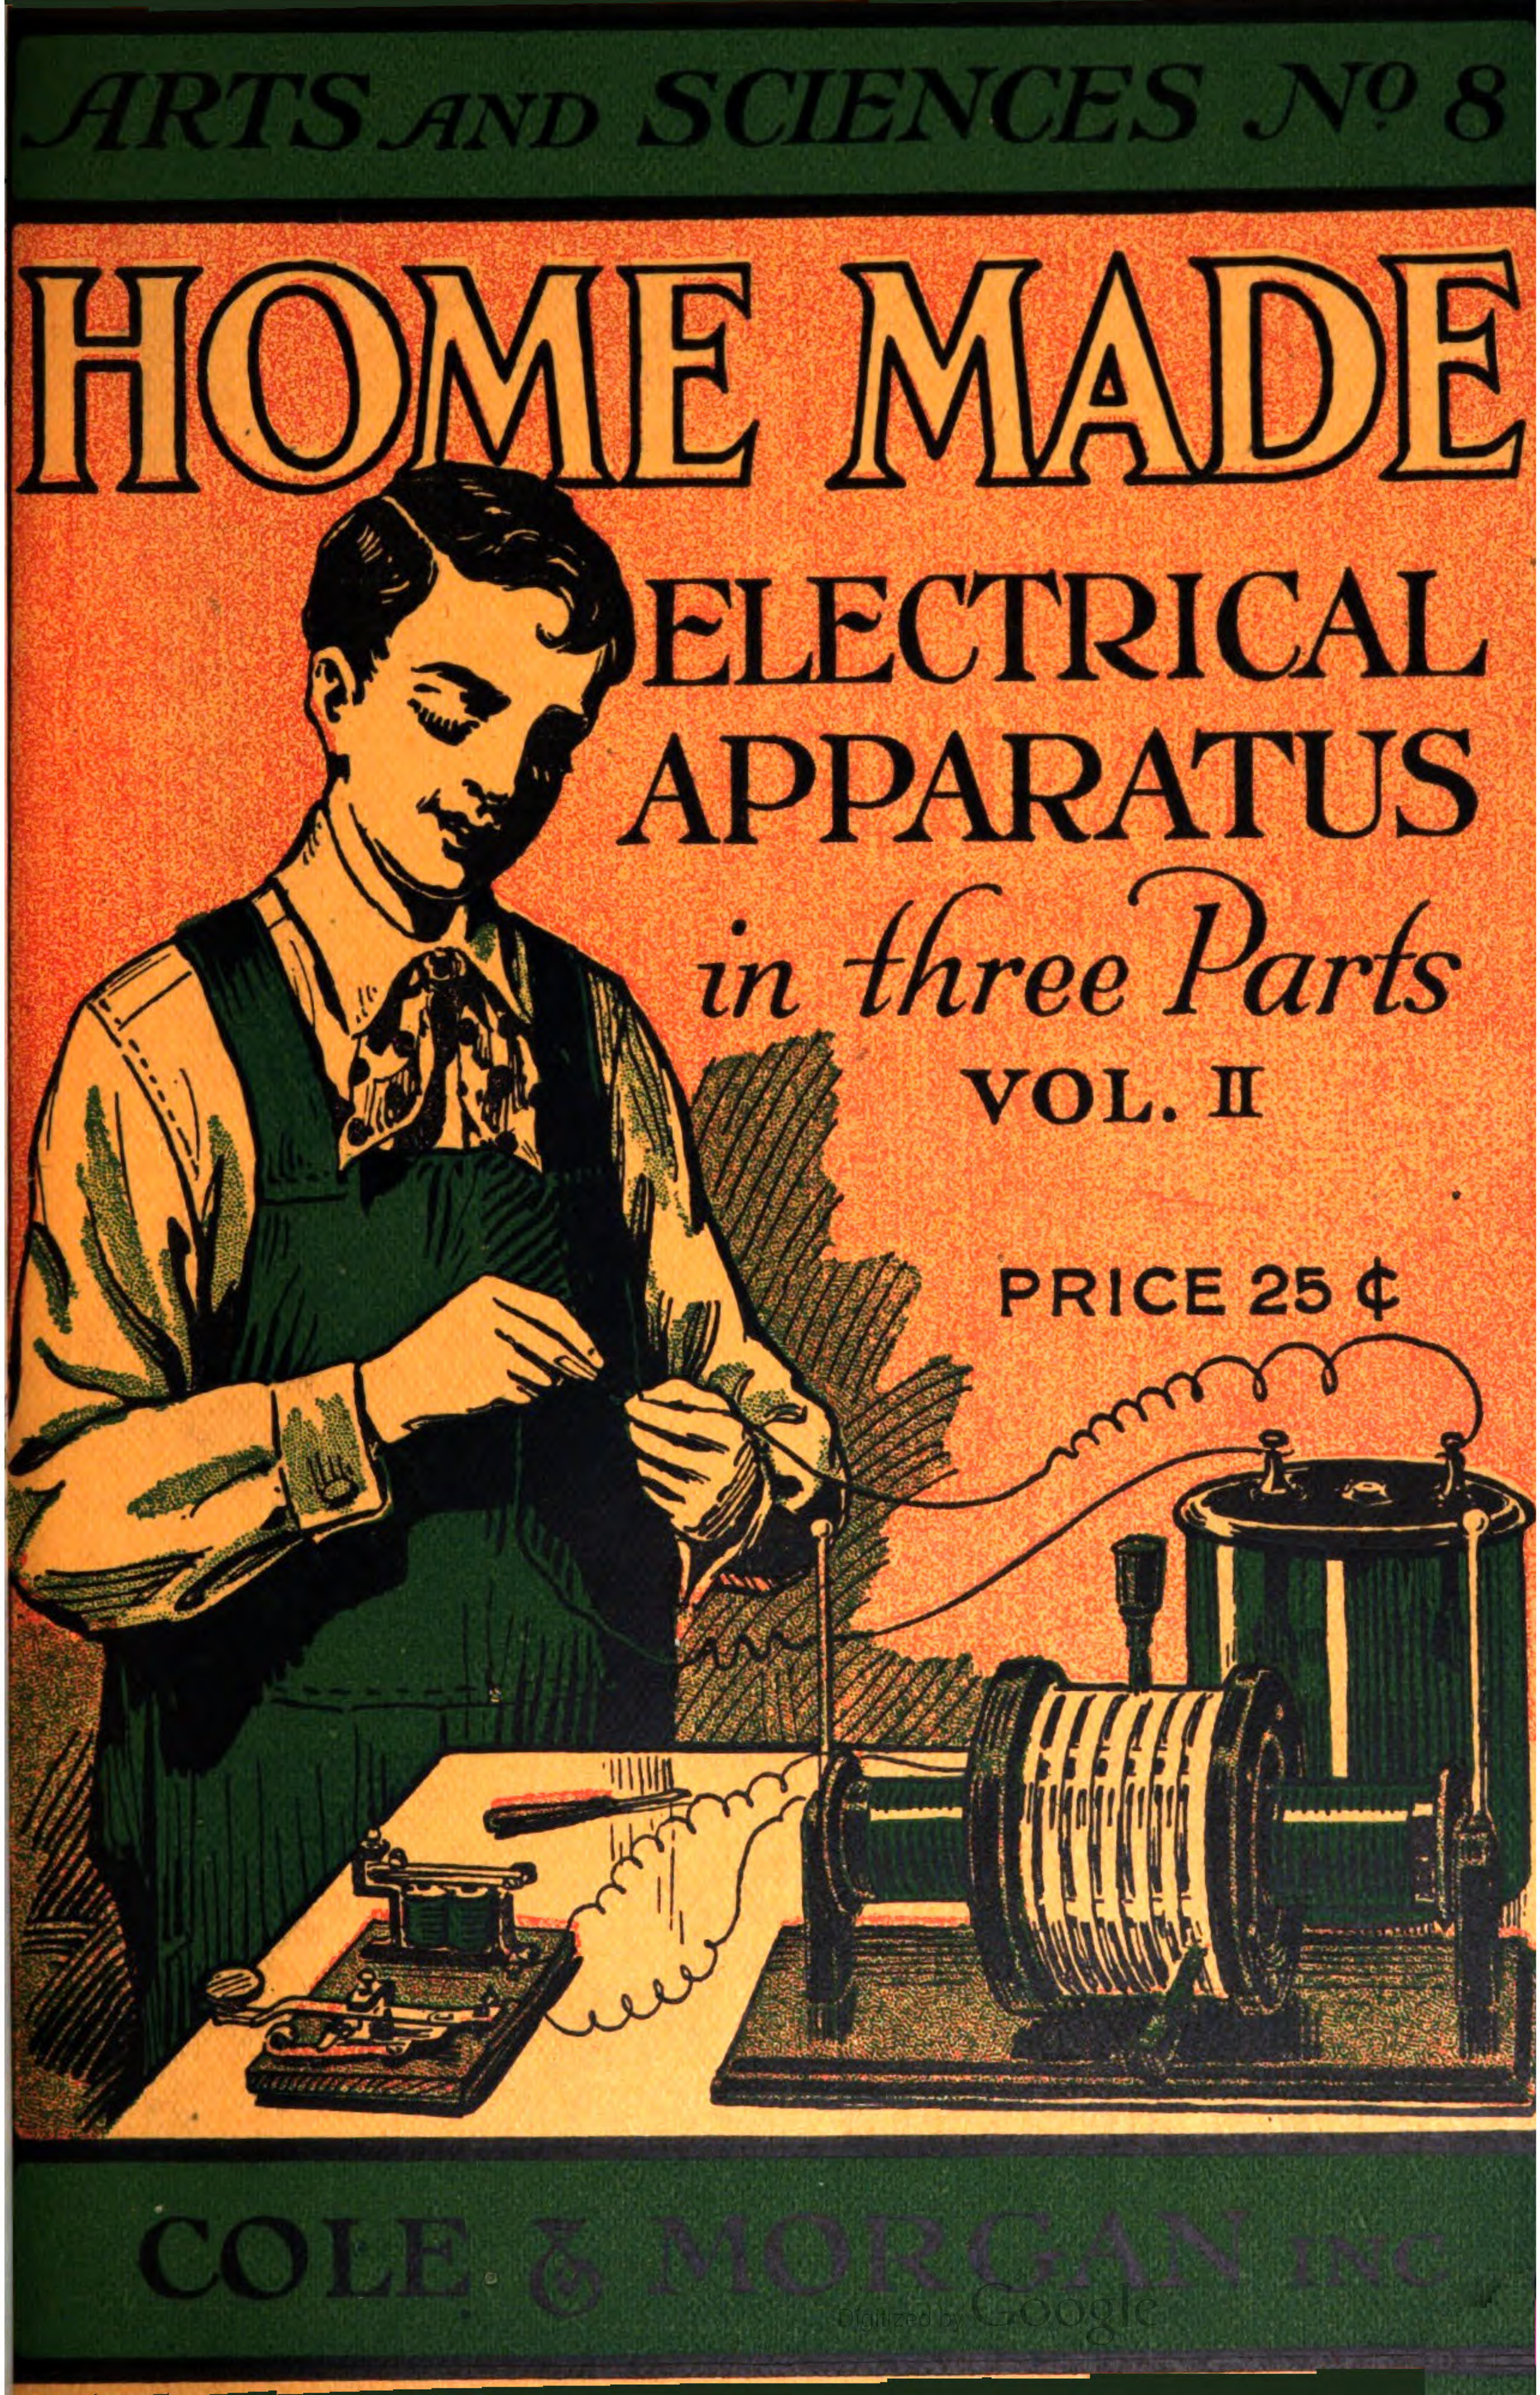 ARTS AND SCIENCES Nº 8
HOME MADE
ELECTRICAL
APPARATUS
in three Parts
VOL. II
PRICE 25 ¢
COLE & MORGAN INC
Digitized by Google